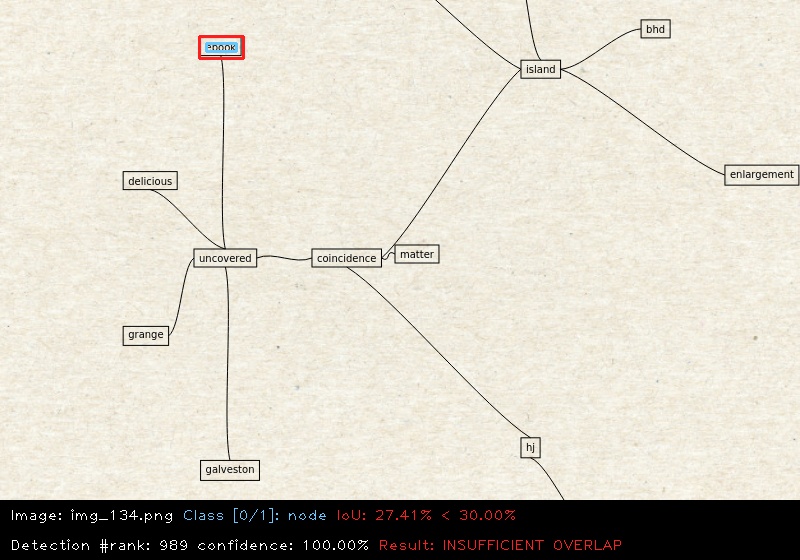 bhd
ebook
island
enlargement
delicious
matter
uncovered
coincidence
grange
hj
galveston
Image: img_134.png Class [0/1]: node IoU: 27.41% < 30.00%
Detection #rank: 989 confidence: 100.00% Result: INSUFFICIENT OVERLAP